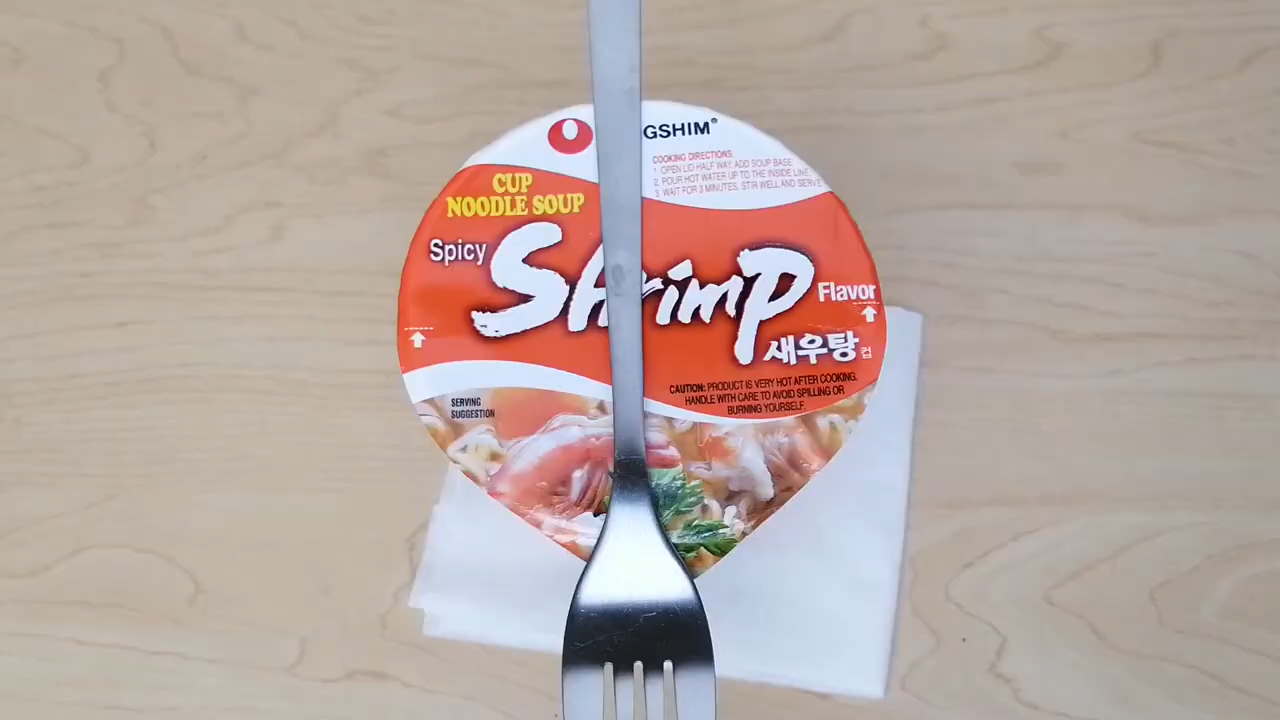 GSHIM®
COOKING DIRECTIONS:
1. OPEN LID HALF WAY. ADD SOUP BASE
2. POUR HOT WATER UP TO THE INSIDE LINE
3. WAIT FOR 3 MINUTES, STIR WELL AND SERVE
CUP
NOODLE SOUP
Spicy Shrimp Flavor
새우탕 컵
CAUTION: PRODUCT IS VERY HOT AFTER COOKING.
HANDLE WITH CARE TO AVOID SPILLING OR
BURNING YOURSELF.
SERVING
SUGGESTION